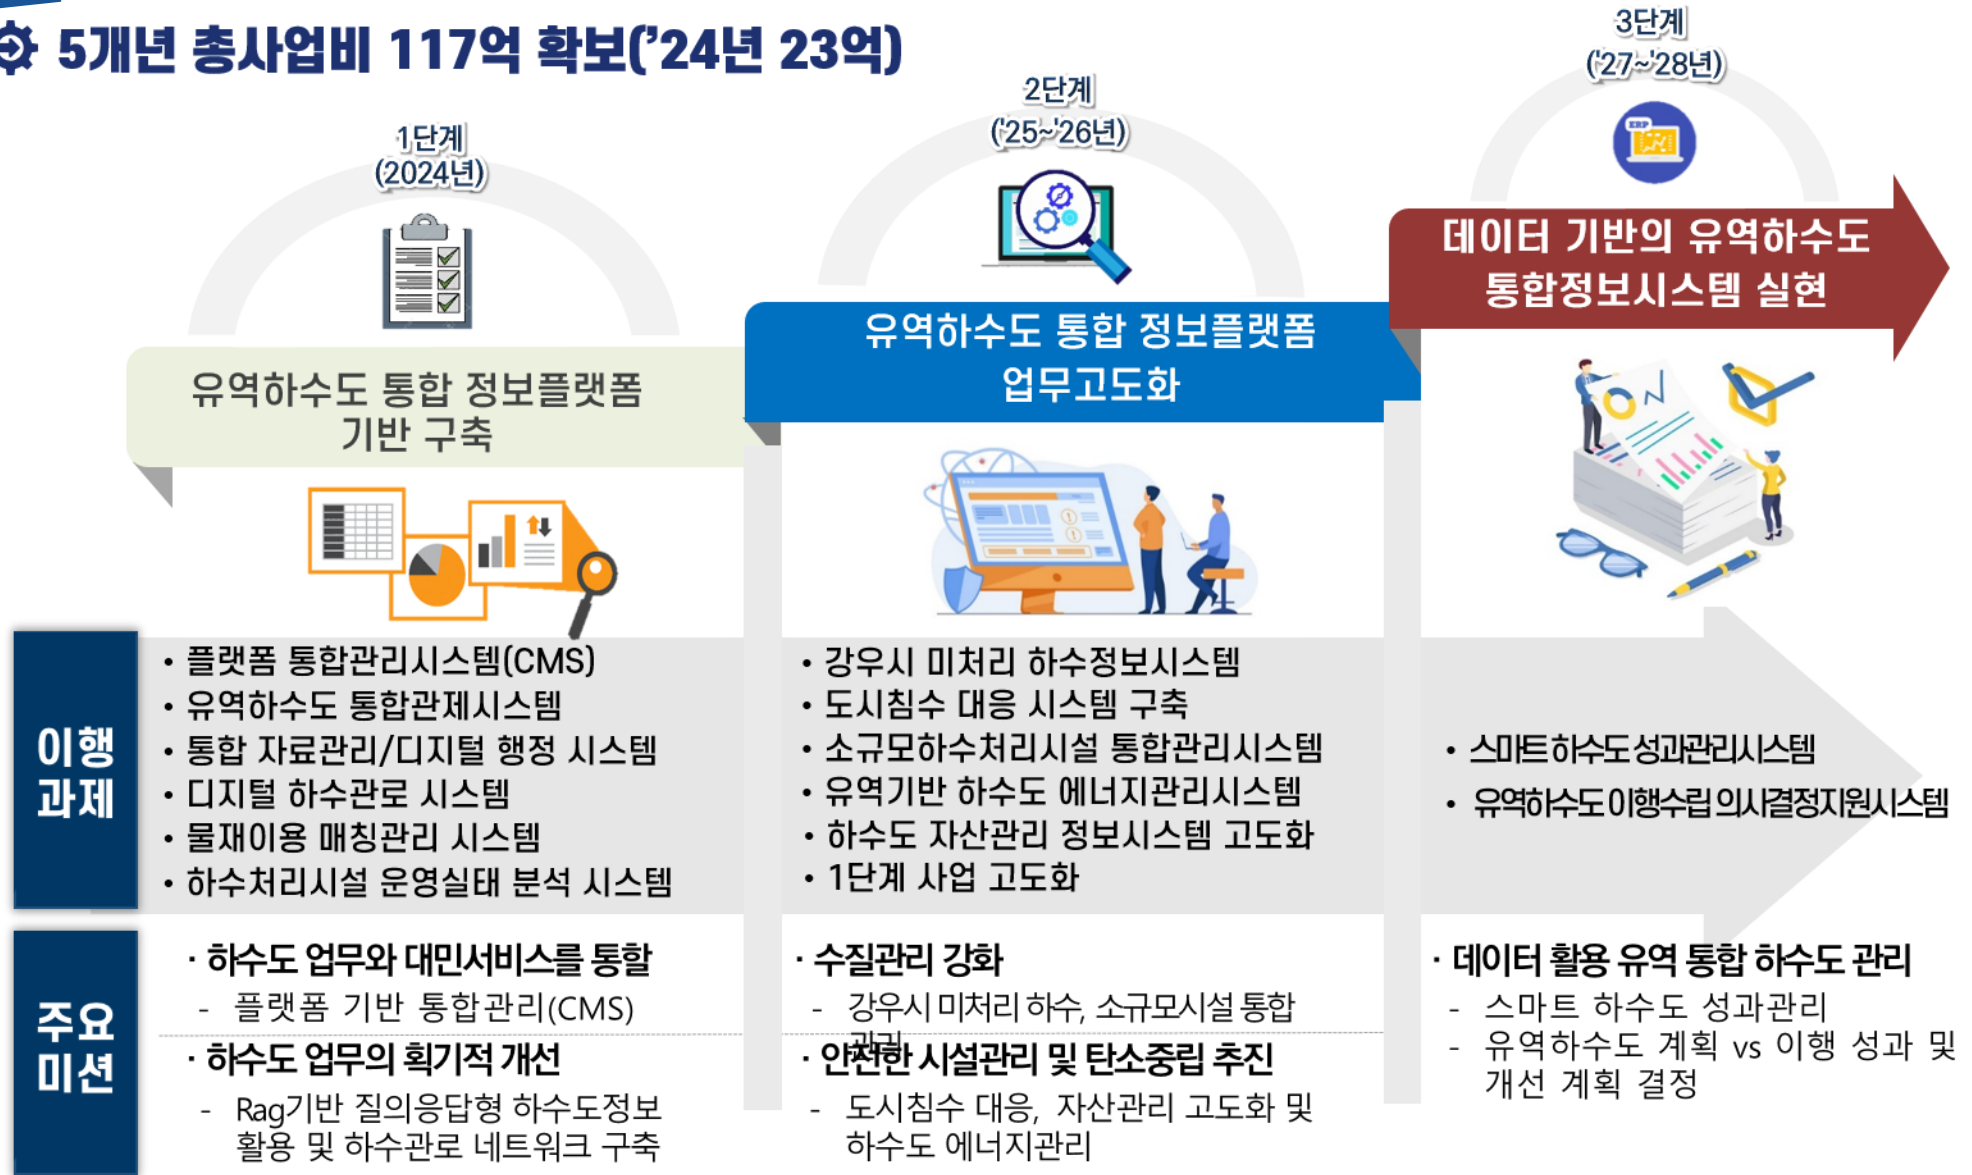 5개년 총사업비 117억 확보('24년 23억)
1단계
(2024년)
2단계
('25~'26년)
3단계
('27~'28년)
ERP
유역하수도 통합 정보플랫폼
기반 구축
유역하수도 통합 정보플랫폼
업무고도화
데이터 기반의 유역하수도
통합정보시스템 실현
이행
과제
• 플랫폼 통합관리시스템(CMS)
• 유역하수도 통합관제시스템
• 통합 자료관리/디지털 행정 시스템
• 디지털 하수관로 시스템
• 물재이용 매칭관리 시스템
• 하수처리시설 운영실태 분석 시스템
• 강우시 미처리 하수정보시스템
• 도시침수 대응 시스템 구축
• 소규모하수처리시설 통합관리시스템
• 유역기반 하수도 에너지관리시스템
• 하수도 자산관리 정보시스템 고도화
• 1단계 사업 고도화
• 스마트하수도 성과관리시스템
• 유역하수도 이행수립 의사결정지원시스템
주요
미션
· 하수도 업무와 대민서비스를 통할
- 플랫폼 기반 통합관리(CMS)
· 하수도 업무의 획기적 개선
- Rag기반 질의응답형 하수도정보
활용 및 하수관로 네트워크 구축
· 수질관리 강화
- 강우시 미처리 하수, 소규모시설 통합
관리
· 안전한 시설관리 및 탄소중립 추진
- 도시침수 대응, 자산관리 고도화 및
하수도 에너지관리
· 데이터 활용 유역 통합 하수도 관리
- 스마트 하수도 성과관리
- 유역하수도 계획 vs 이행 성과 및
개선 계획 결정